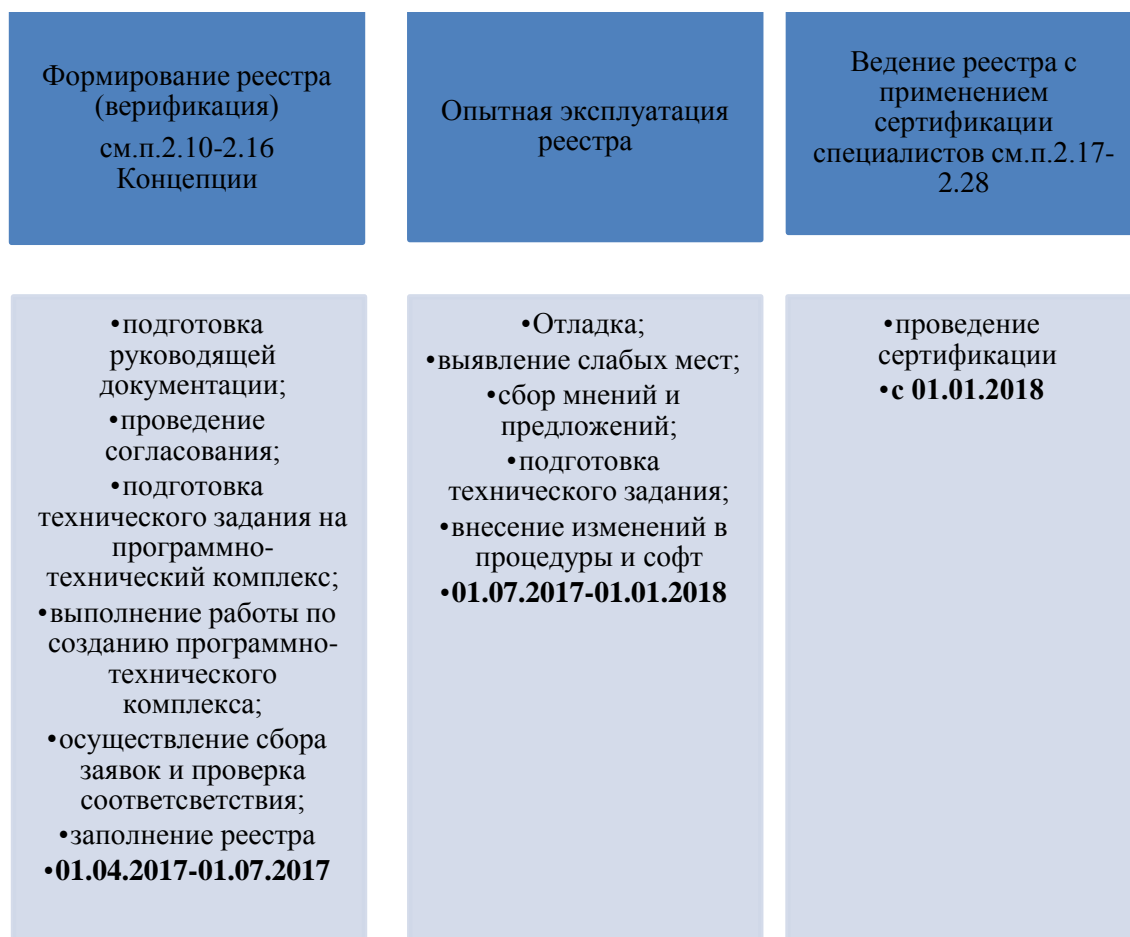 Формирование реестра
(верификация)
см.п.2.10-2.16
Концепции
Опытная эксплуатация
реестра
Ведение реестра с
применением
сертификации
специалистов см.п.2.17-
2.28
•подготовка
руководящей
документации;
•проведение
согласования;
•подготовка
технического задания на
программно-
технический комплекс;
•выполнение работы по
созданию программно-
технического
комплекса;
•осуществление сбора
заявок и проверка
соответсветствия;
•заполнение реестра
•01.04.2017-01.07.2017
•Отладка;
•выявление слабых мест;
•сбор мнений и
предложений;
•подготовка
технического задания;
•внесение изменений в
процедуры и софт
•01.07.2017-01.01.2018
•проведение
сертификации
•с 01.01.2018